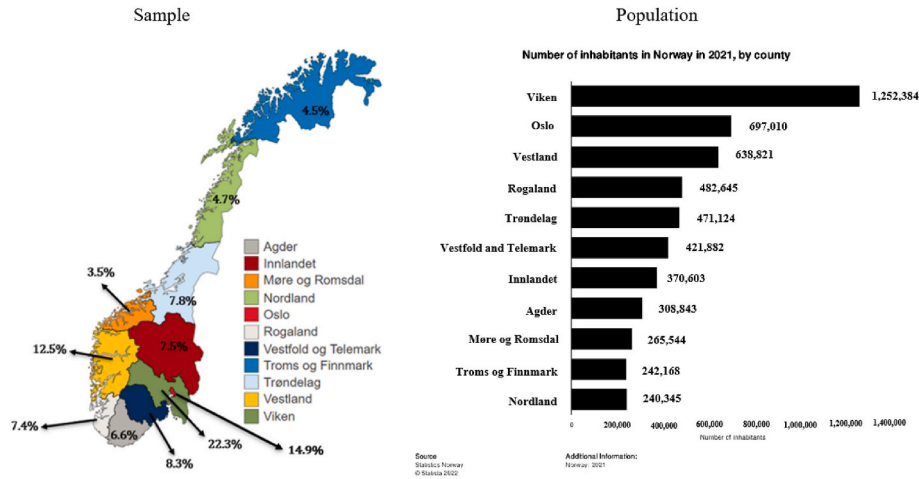 Sample
Population
4.5%
4.7%
Agder
Innlandet
Møre og Romsdal
Nordland
Oslo
Rogaland
Vestfold og Telemark
Troms og Finnmark
Trøndelag
Vestland
Viken
3.5%
7.8%
12.5%
7.5%
7.4%
6.6%
8.3%
22.3%
14.9%
Number of inhabitants in Norway in 2021, by county
Viken 1,252,384
Oslo 697,010
Vestland 638,821
Rogaland 482,645
Trøndelag 471,124
Vestfold and Telemark 421,882
Innlandet 370,603
Agder 308,843
Møre og Romsdal 265,544
Troms og Finnmark 242,168
Nordland 240,345
0 200,000 400,000 600,000 800,000 1,000,000 1,200,000 1,400,000
Number of inhabitants
Source
Statistics Norway
© Statista 2022
Additional Information:
Norway; 2021